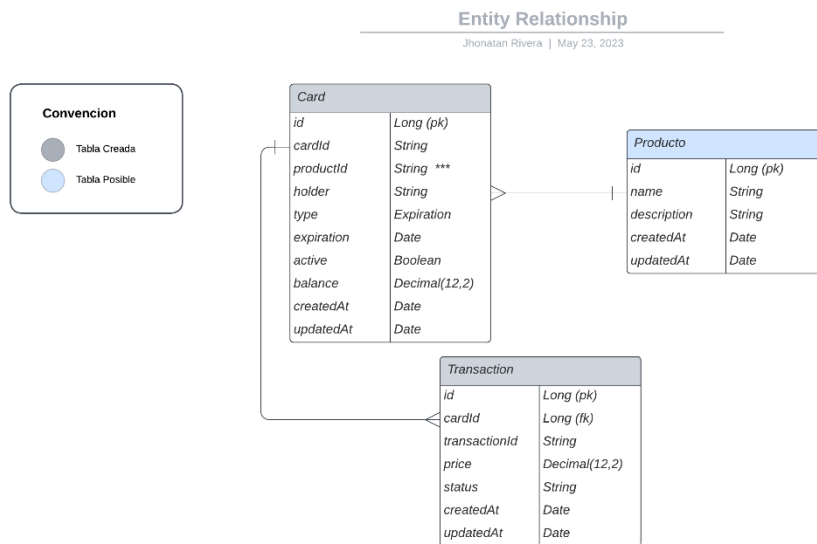 Entity Relationship
Jhonatan Rivera | May 23, 2023
Convencion
Tabla Creada
Tabla Posible
Card
id Long (pk)
cardId String
productId String ***
holder String
type Expiration
expiration Date
active Boolean
balance Decimal(12,2)
createdAt Date
updatedAt Date
Producto
id Long (pk)
name String
description String
createdAt Date
updatedAt Date
Transaction
id Long (pk)
cardId Long (fk)
transactionId String
price Decimal(12,2)
status String
createdAt Date
updatedAt Date